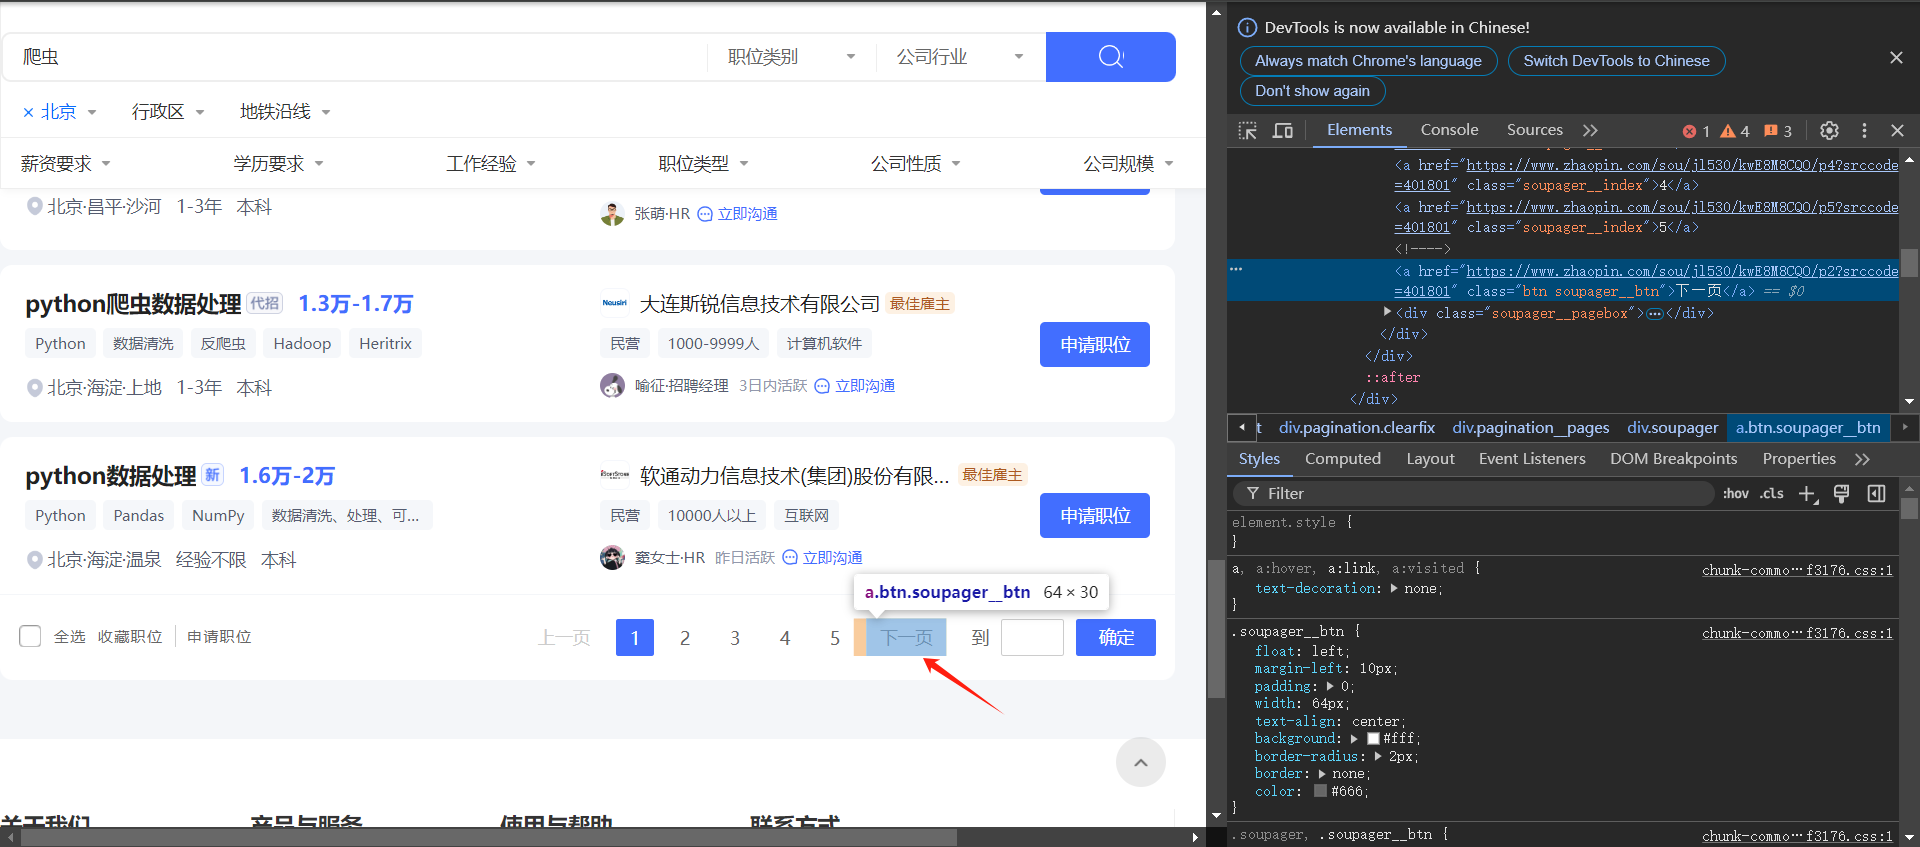 爬虫
职位类别
公司行业
× 北京
行政区
地铁沿线
薪资要求
学历要求
工作经验
职位类型
公司性质
公司规模
北京·昌平·沙河 1-3年 本科
张萌·HR 立即沟通
python爬虫数据处理 代招 1.3万-1.7万
Python 数据清洗 反爬虫 Hadoop Heritrix
北京·海淀·上地 1-3年 本科
大连斯锐信息技术有限公司 最佳雇主
民营 1000-9999人 计算机软件
喻征·招聘经理 3日内活跃 立即沟通
申请职位
python数据处理 新 1.6万-2万
Python Pandas NumPy 数据清洗、处理、可...
北京·海淀·温泉 经验不限 本科
软通动力信息技术(集团)股份有限... 最佳雇主
民营 10000人以上 互联网
窦女士·HR 昨日活跃 立即沟通
申请职位
a.btn.soupager__btn 64 × 30
全选 收藏职位 申请职位
上一页 1 2 3 4 5 下一页 到 确定
关于我们 产品与服务 使用与帮助 联系方式
DevTools is now available in Chinese!
Always match Chrome's language
Switch DevTools to Chinese
Don't show again
Elements Console Sources
1 4 3
<a href="https://www.zhaopin.com/sou/jl530/kwE8M8CQO/p4?srccode
=401801" class="soupager__index">4</a>
<a href="https://www.zhaopin.com/sou/jl530/kwE8M8CQO/p5?srccode
=401801" class="soupager__index">5</a>
<!---->
<a href="https://www.zhaopin.com/sou/jl530/kwE8M8CQO/p2?srccode
=401801" class="btn soupager__btn">下一页</a> == $0
<div class="soupager__pagebox">…</div>
</div>
</div>
::after
</div>
t div.pagination.clearfix div.pagination__pages div.soupager a.btn.soupager__btn
Styles Computed Layout Event Listeners DOM Breakpoints Properties
Filter
:hov .cls
element.style {
}
a, a:hover, a:link, a:visited {
chunk-commo…f3176.css:1
text-decoration: none;
}
.soupager__btn {
chunk-commo…f3176.css:1
float: left;
margin-left: 10px;
padding: 0;
width: 64px;
text-align: center;
background: #fff;
border-radius: 2px;
border: none;
color: #666;
}
.soupager, .soupager__btn {
chunk-commo…f3176.css:1